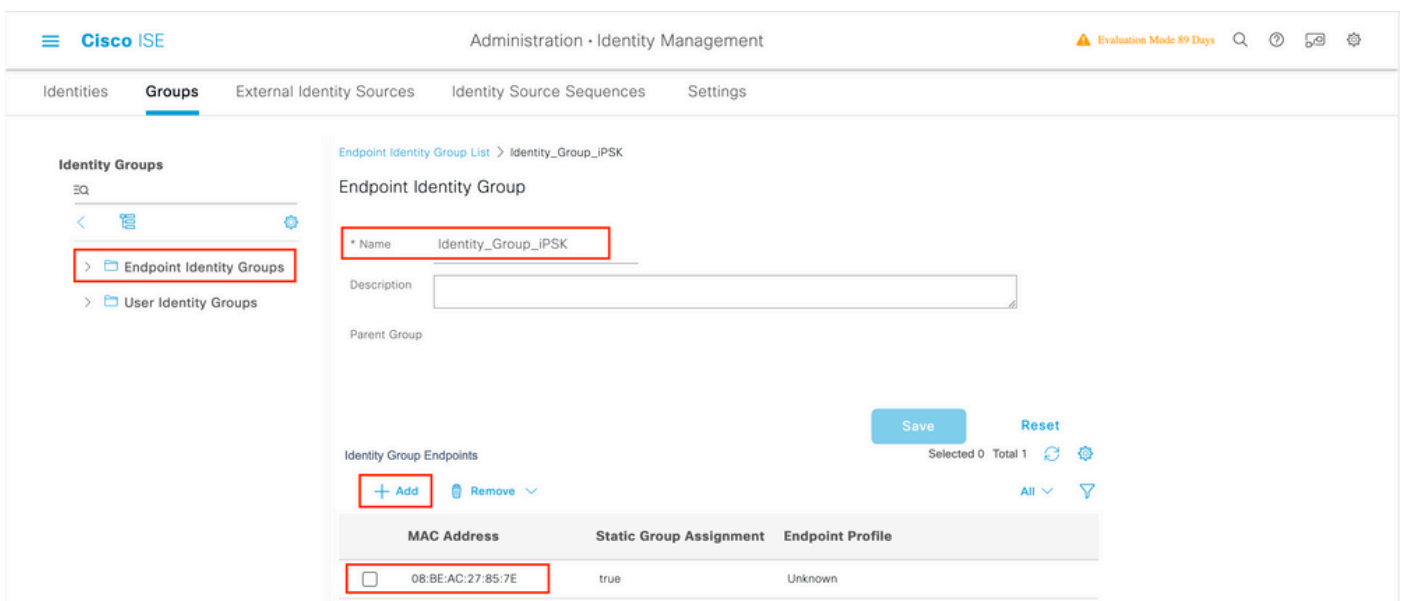 Cisco ISE
Administration · Identity Management
Evaluation Mode 89 Days
Identities Groups External Identity Sources Identity Source Sequences Settings
Identity Groups
EQ
Endpoint Identity Groups
User Identity Groups
Endpoint Identity Group List > Identity_Group_iPSK
Endpoint Identity Group
* Name Identity_Group_iPSK
Description
Parent Group
Save Reset
Identity Group Endpoints
Selected 0 Total 1
+ Add Remove
All
MAC Address Static Group Assignment Endpoint Profile
08:BE:AC:27:85:7E true Unknown